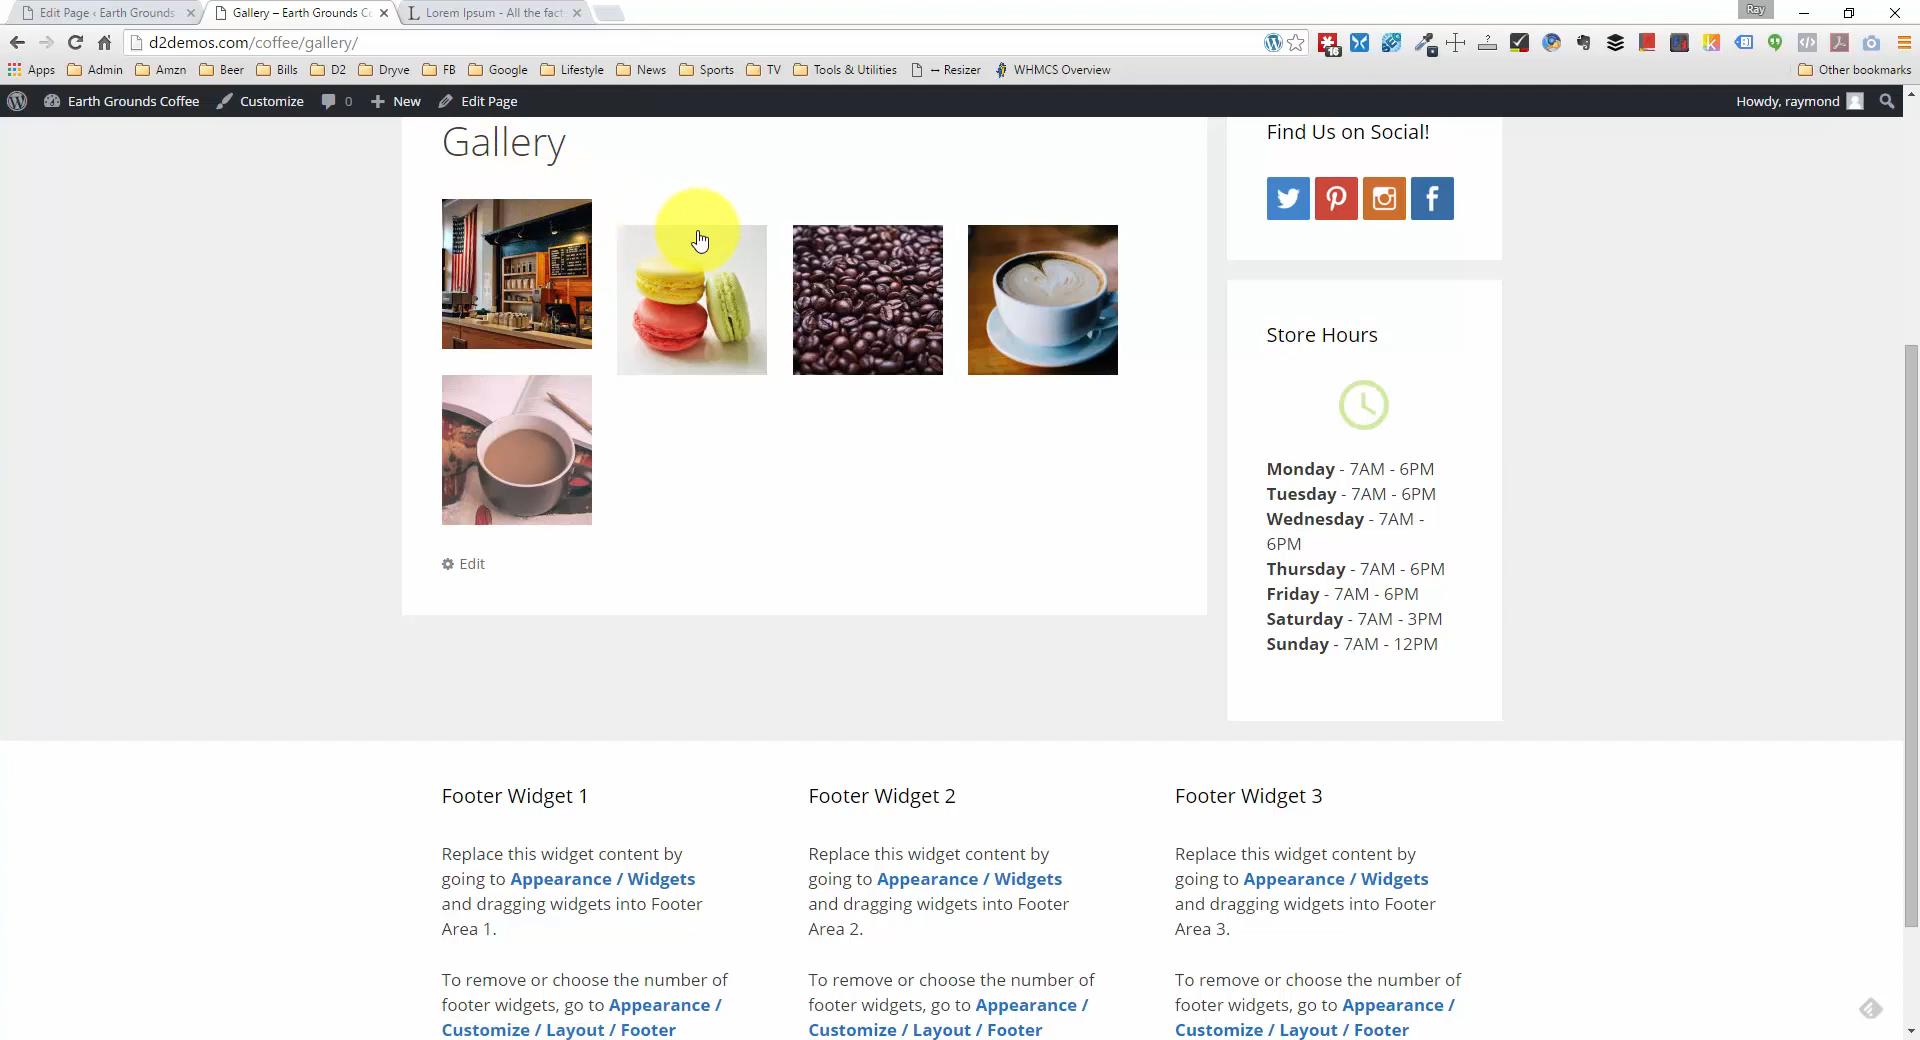 Edit Page ‹ Earth Grounds
Gallery – Earth Grounds Co
Lorem Ipsum - All the fact
Ray
d2demos.com/coffee/gallery/
16
Apps Admin Amzn Beer Bills D2 Dryve FB Google Lifestyle News Sports TV Tools & Utilities ↔ Resizer WHMCS Overview Other bookmarks
Earth Grounds Coffee Customize 0 New Edit Page Howdy, raymond
Gallery
Edit
Find Us on Social!
Store Hours
Monday - 7AM - 6PM
Tuesday - 7AM - 6PM
Wednesday - 7AM -
6PM
Thursday - 7AM - 6PM
Friday - 7AM - 6PM
Saturday - 7AM - 3PM
Sunday - 7AM - 12PM
Footer Widget 1
Replace this widget content by
going to Appearance / Widgets
and dragging widgets into Footer
Area 1.
To remove or choose the number of
footer widgets, go to Appearance /
Customize / Layout / Footer
Footer Widget 2
Replace this widget content by
going to Appearance / Widgets
and dragging widgets into Footer
Area 2.
To remove or choose the number of
footer widgets, go to Appearance /
Customize / Layout / Footer
Footer Widget 3
Replace this widget content by
going to Appearance / Widgets
and dragging widgets into Footer
Area 3.
To remove or choose the number of
footer widgets, go to Appearance /
Customize / Layout / Footer